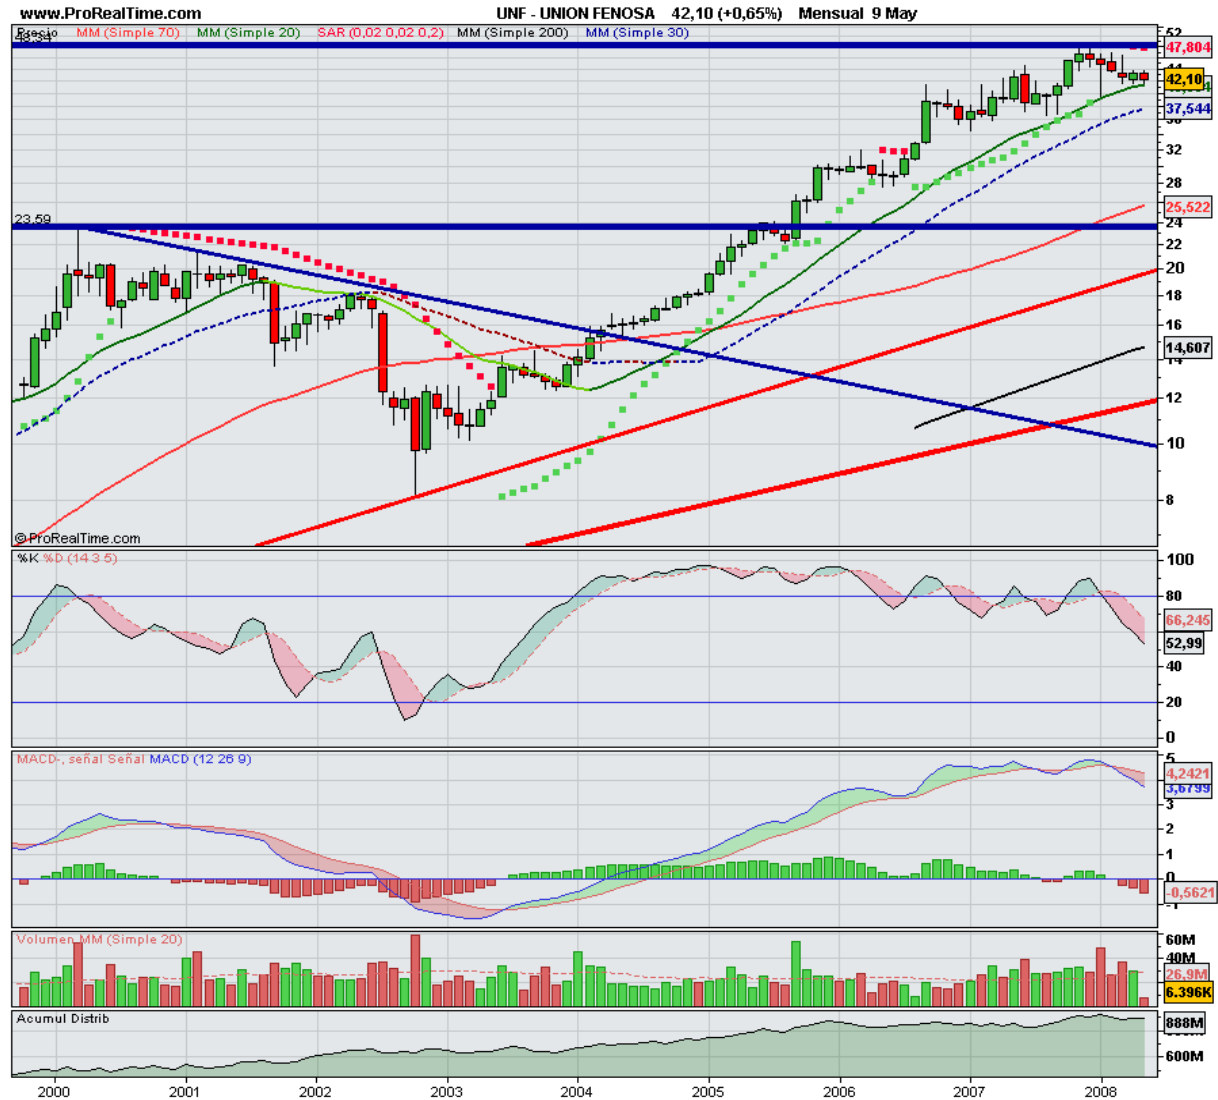 www.ProRealTime.com UNF - UNION FENOSA 42,10 (+0,65%) Mensual 9 May
Precio MM (Simple 70) MM (Simple 20) SAR (0,02 0,02 0,2) MM (Simple 200) MM (Simple 30)
48.34
52
47,804
44
42,10
37,544
36
32
28
25,522
23.59
24
22
20
18
16
14,607
14
12
10
8
© ProRealTime.com
%K %D (14 3 5)
100
80
66,245
52,99
40
20
0
MACD-, señal Señal MACD (12 26 9)
5
4,2421
3,6799
3
2
1
0
-0,5621
-1
Volumen MM (Simple 20)
60M
40M
26,9M
6.396K
Acumul Distrib
888M
600M
2000 2001 2002 2003 2004 2005 2006 2007 2008